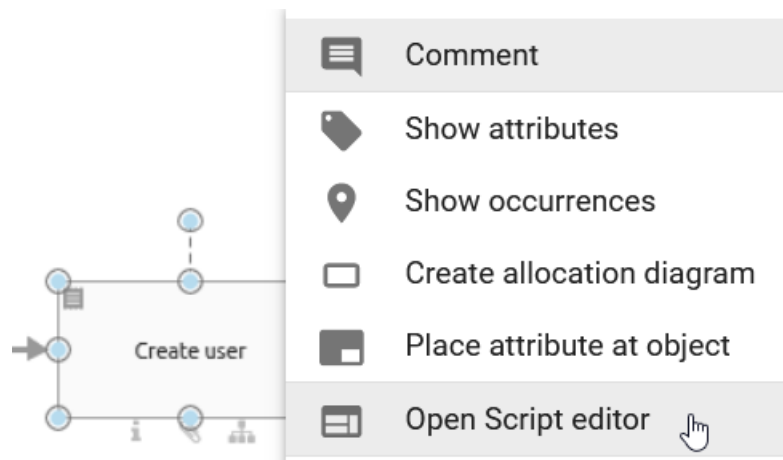 Comment
Show attributes
Show occurrences
Create allocation diagram
Place attribute at object
Create user
Open Script editor